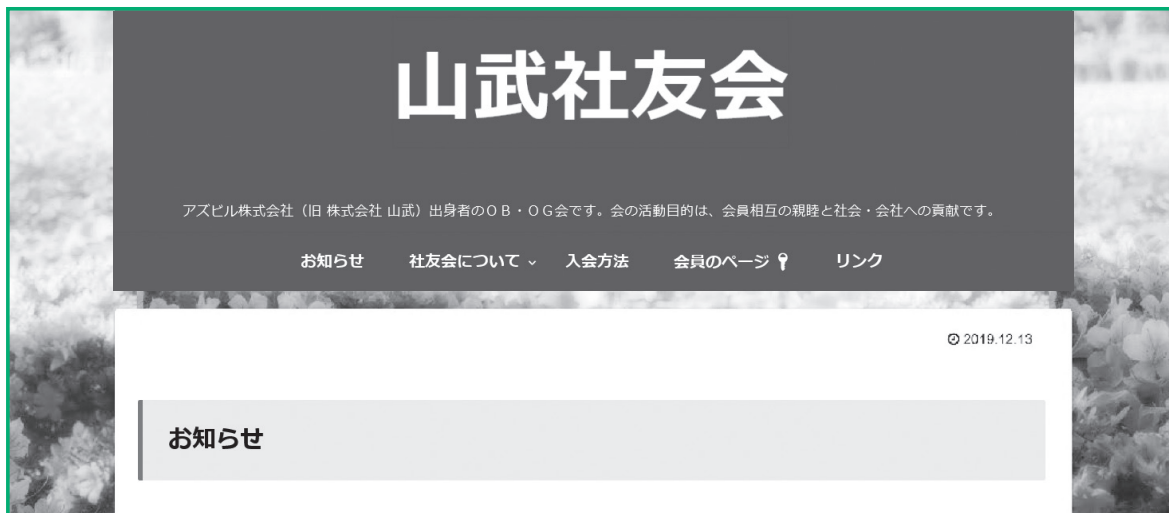 山武社友会
アズビル株式会社（旧 株式会社 山武）出身者のＯＢ・ＯＧ会です。会の活動目的は、会員相互の親睦と社会・会社への貢献です。
お知らせ 社友会について 入会方法 会員のページ リンク
2019.12.13
お知らせ